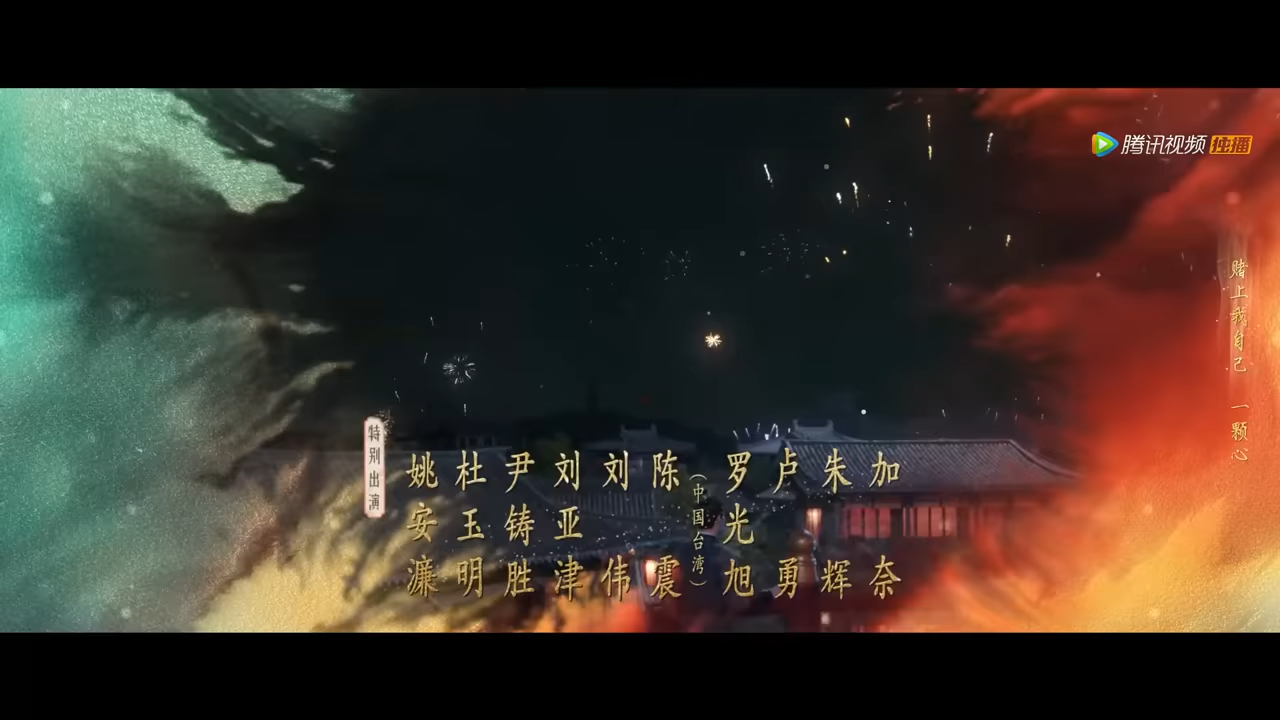 腾讯视频 独播
赌上我自己 一颗心
特别出演
姚安濂
杜玉明
尹铸胜
刘亚津
刘伟
陈震（中国台湾）
罗光旭
卢勇
朱辉
加奈